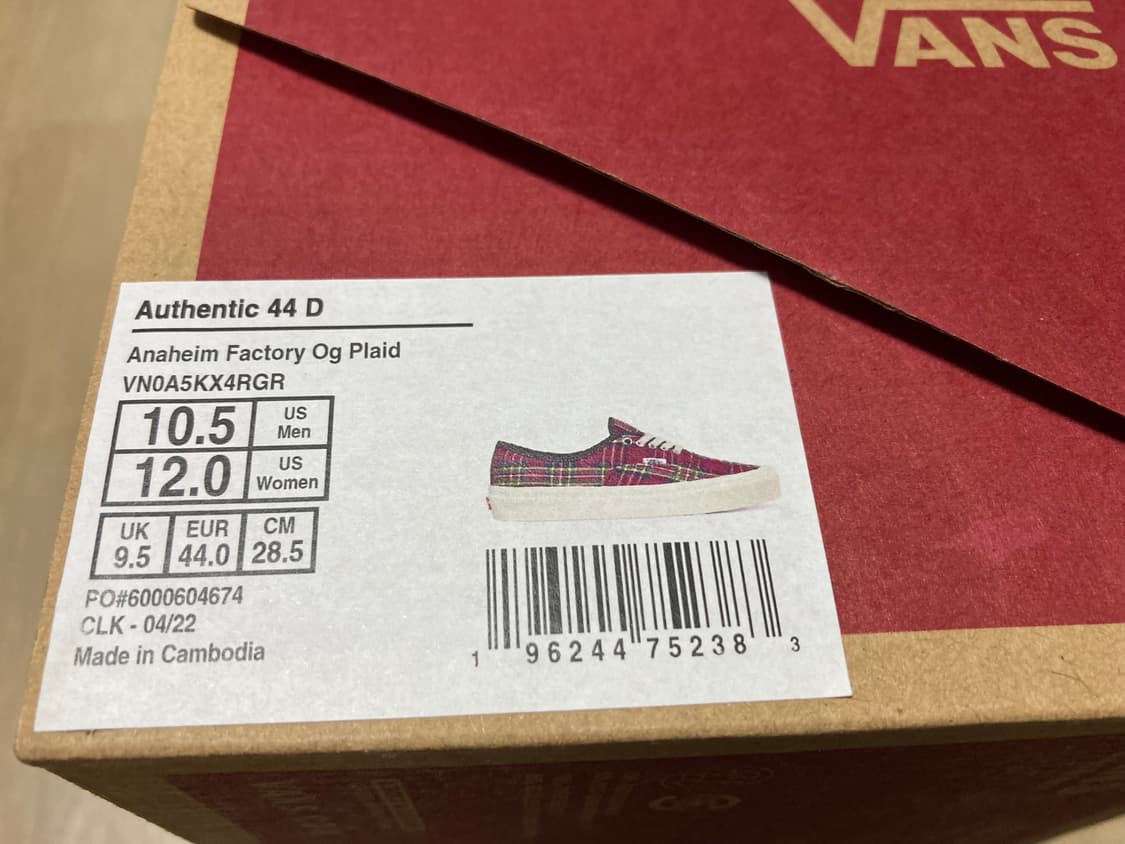 VANS
Authentic 44 D
Anaheim Factory Og Plaid
VN0A5KX4RGR
10.5 US Men
12.0 US Women
UK EUR CM
9.5 44.0 28.5
PO#6000604674
CLK - 04/22
Made in Cambodia
1 96244 75238 3